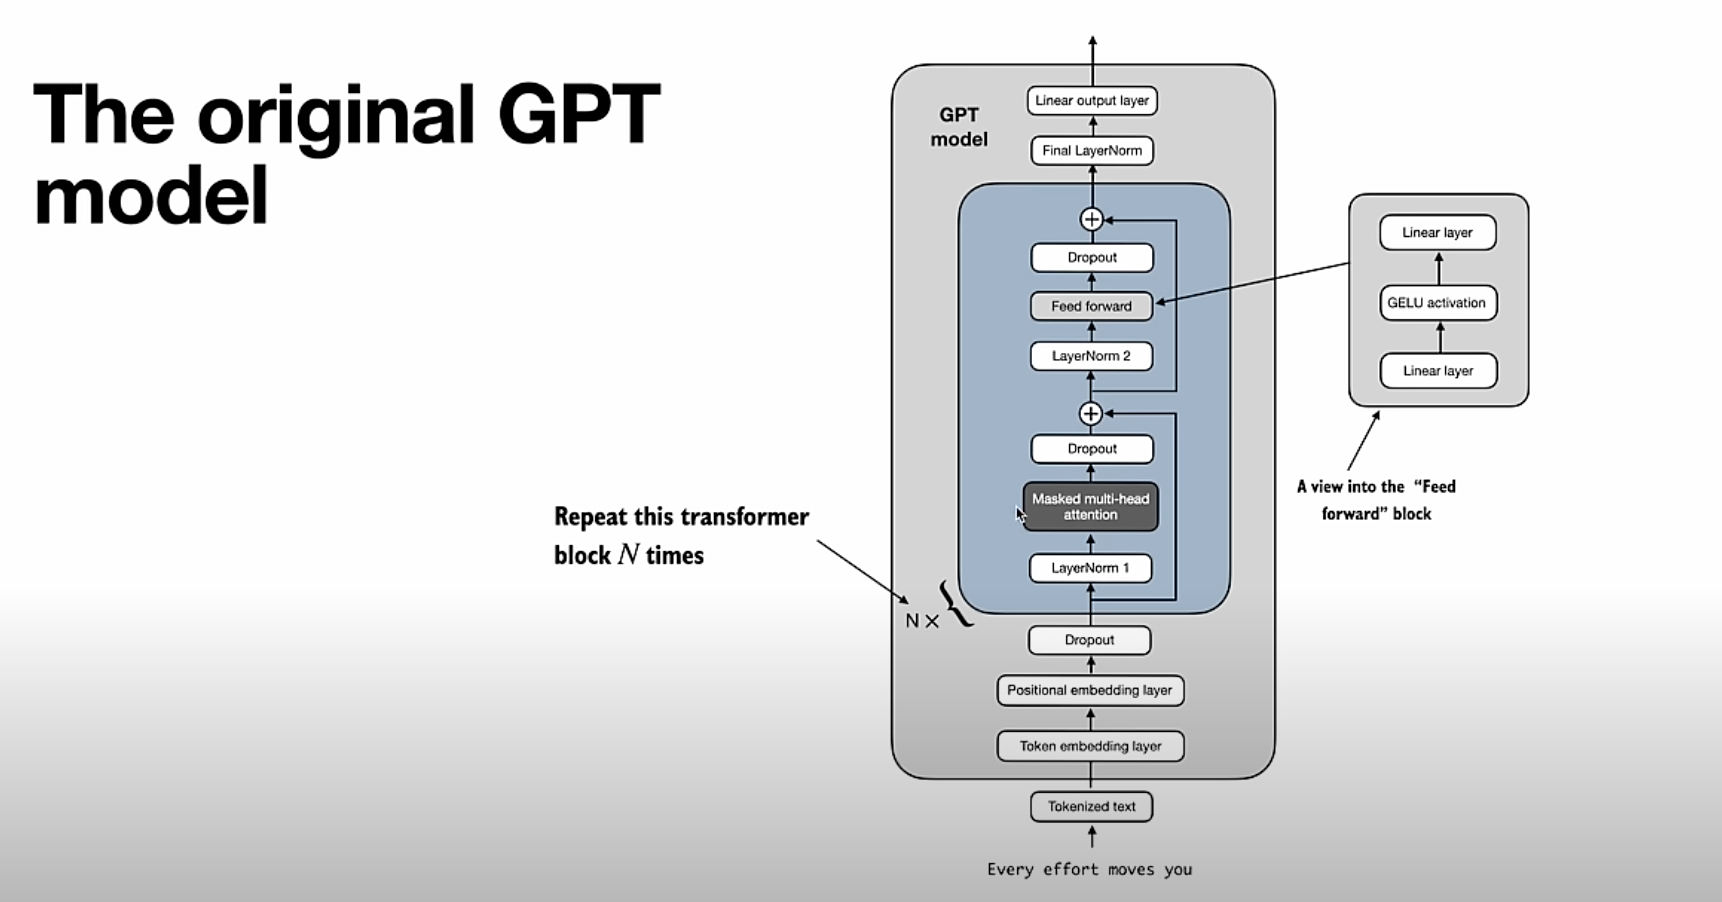 The original GPT
model
GPT
model
Linear output layer
Final LayerNorm
Dropout
Feed forward
LayerNorm 2
Dropout
Masked multi-head
attention
LayerNorm 1
Dropout
Positional embedding layer
Token embedding layer
Tokenized text
Every effort moves you
Repeat this transformer
block N times
N ×
Linear layer
GELU activation
Linear layer
A view into the “Feed
forward” block